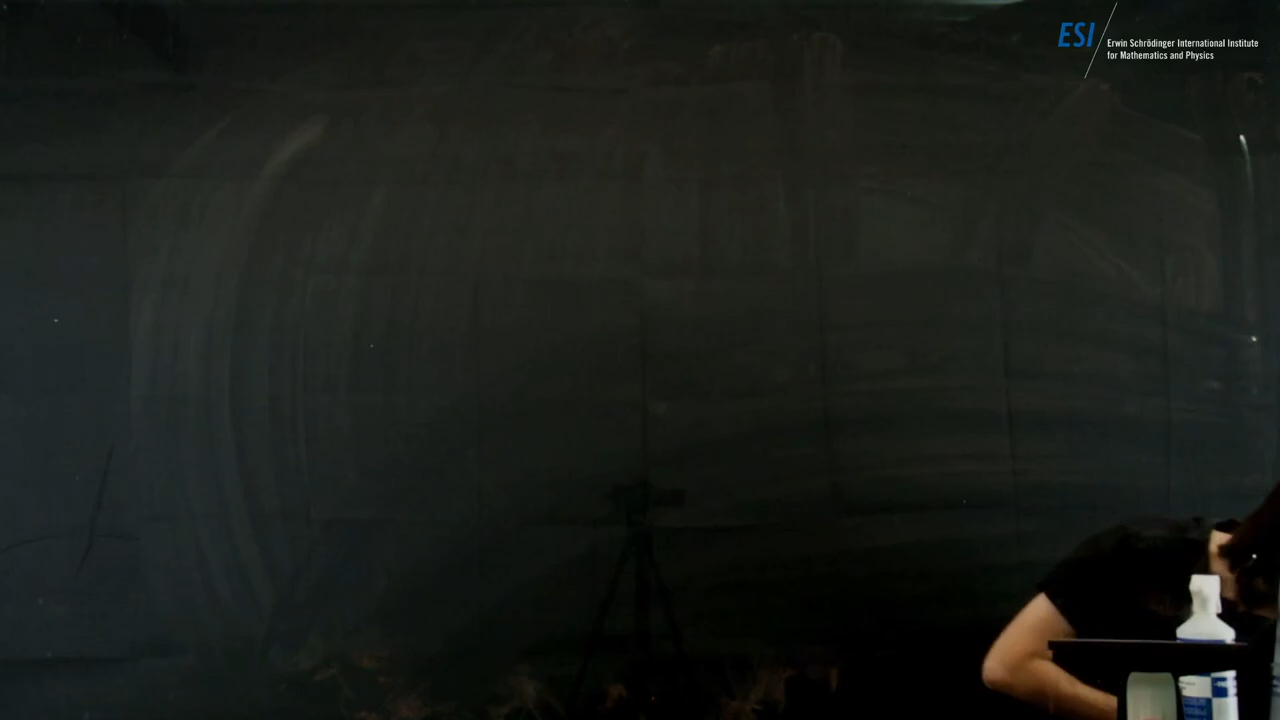 ESI
Erwin Schrödinger International Institute
for Mathematics and Physics